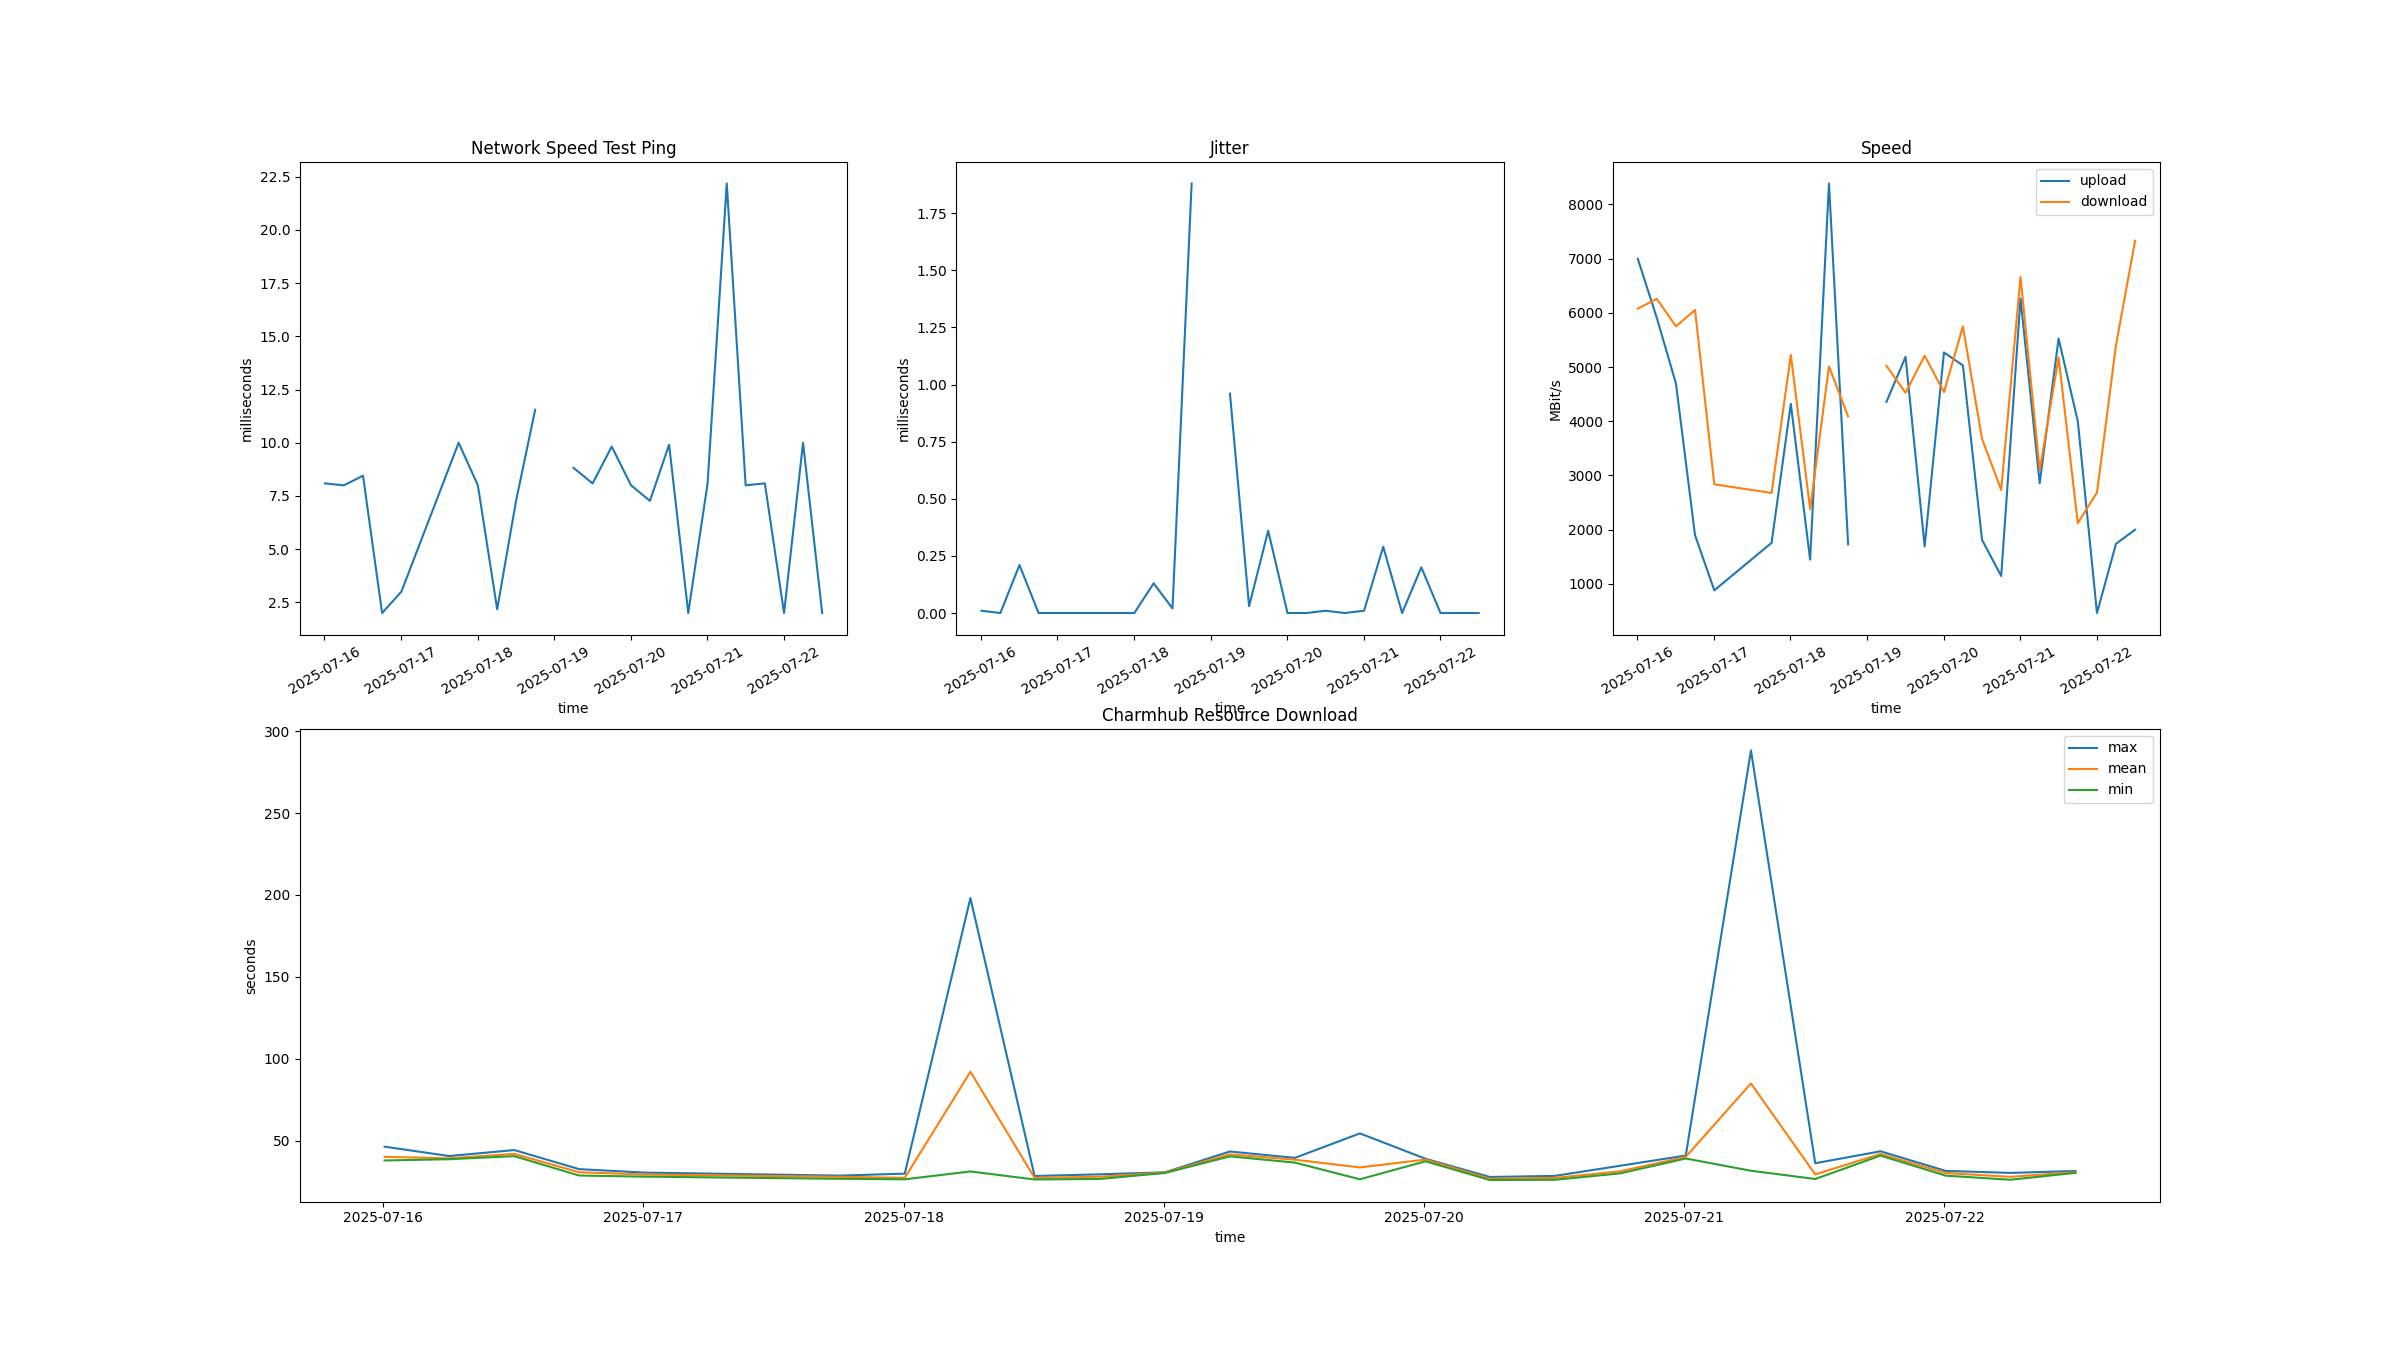 Network Speed Test Ping
22.5
20.0
17.5
15.0
12.5
10.0
7.5
5.0
2.5
milliseconds
2025-07-16 2025-07-17 2025-07-18 2025-07-19 2025-07-20 2025-07-21 2025-07-22
time
Jitter
1.75
1.50
1.25
1.00
0.75
0.50
0.25
0.00
milliseconds
2025-07-16 2025-07-17 2025-07-18 2025-07-19 2025-07-20 2025-07-21 2025-07-22
time
Speed
upload
download
8000
7000
6000
5000
4000
3000
2000
1000
MBit/s
2025-07-16 2025-07-17 2025-07-18 2025-07-19 2025-07-20 2025-07-21 2025-07-22
time
Charmhub Resource Download
max
mean
min
300
250
200
150
100
50
seconds
2025-07-16 2025-07-17 2025-07-18 2025-07-19 2025-07-20 2025-07-21 2025-07-22
time